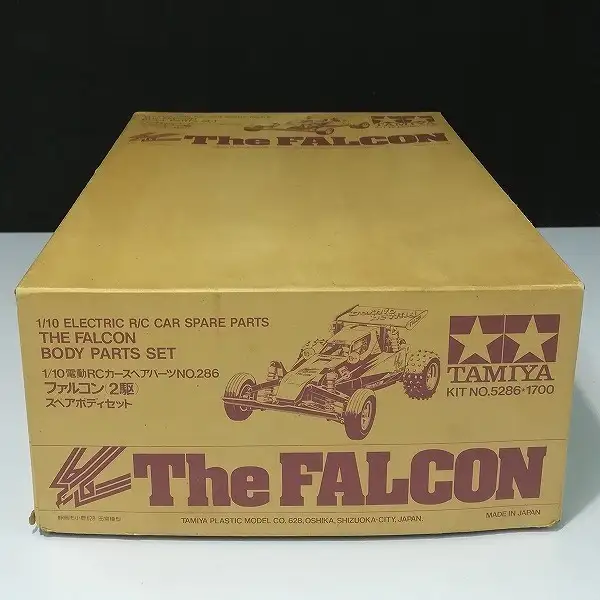 The FALCON
TAMIYA
1/10 ELECTRIC R/C CAR SPARE PARTS
THE FALCON
BODY PARTS SET
1/10電動RCカースペアパーツNO.286
ファルコン(2駆)
スペアボディセット
TAMIYA
KIT NO.5286★1700
The FALCON
TAMIYA PLASTIC MODEL CO. 628, OSHIKA, SHIZUOKA-CITY, JAPAN.
MADE IN JAPAN